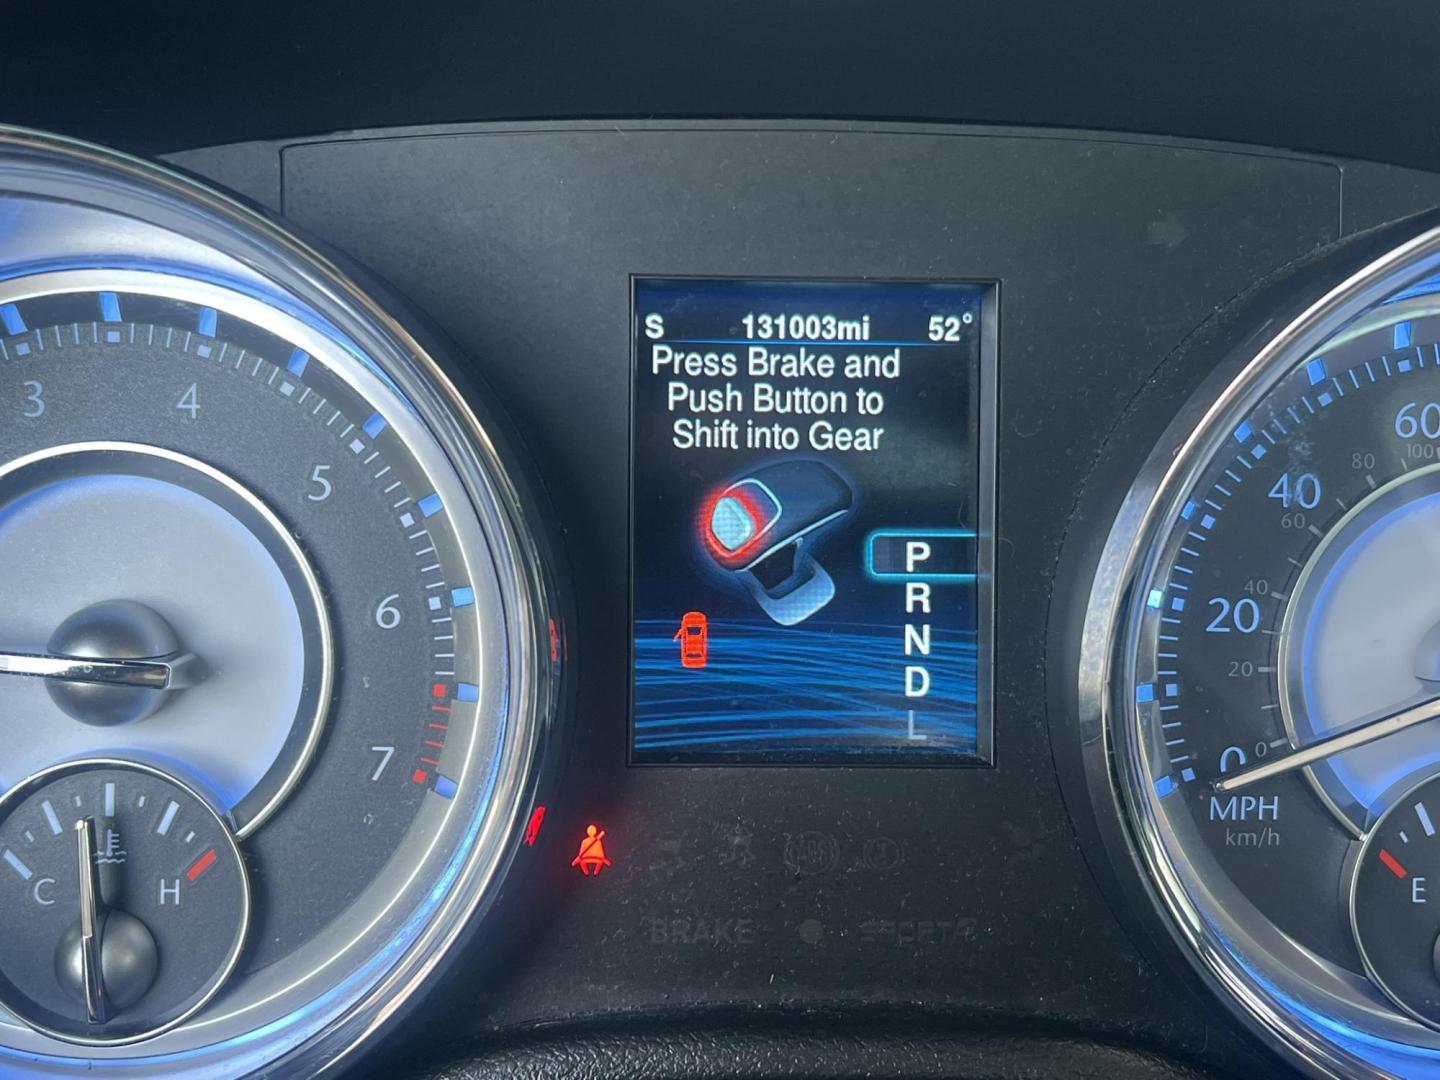 S 131003mi 52°
Press Brake and
Push Button to
Shift into Gear
P
R
N
D
L
3
4
5
6
7
C H
60
100
80
40
60
40
20
20
0 0
MPH
km/h
E
BRAKE